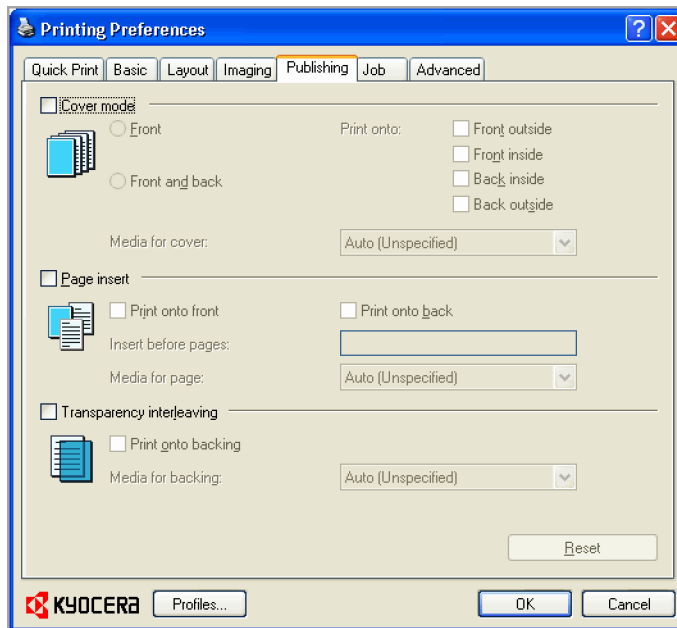 Printing Preferences
Quick Print Basic Layout Imaging Publishing Job Advanced
Cover mode
Front Print onto: Front outside
Front inside
Front and back Back inside
Back outside
Media for cover: Auto (Unspecified)
Page insert
Print onto front Print onto back
Insert before pages:
Media for page: Auto (Unspecified)
Transparency interleaving
Print onto backing
Media for backing: Auto (Unspecified)
Reset
KYOCERA Profiles... OK Cancel